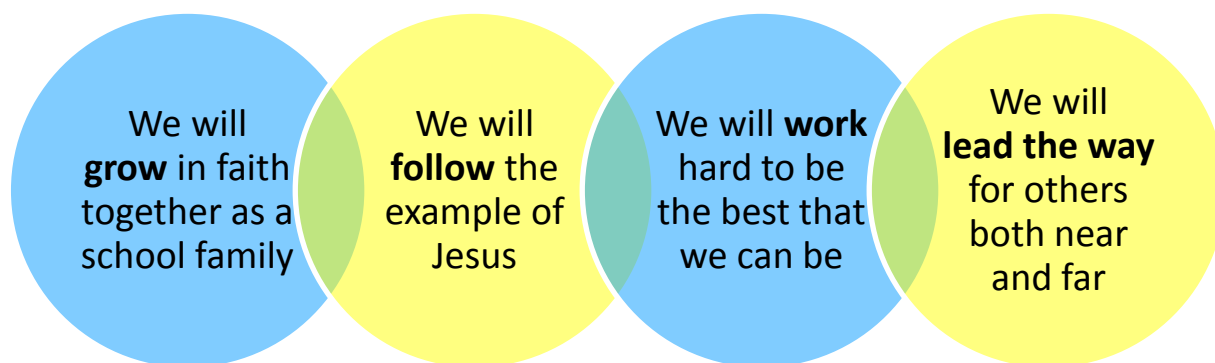 We will
grow in faith
together as a
school family
We will
follow the
example of
Jesus
We will work
hard to be
the best that
we can be
We will
lead the way
for others
both near
and far